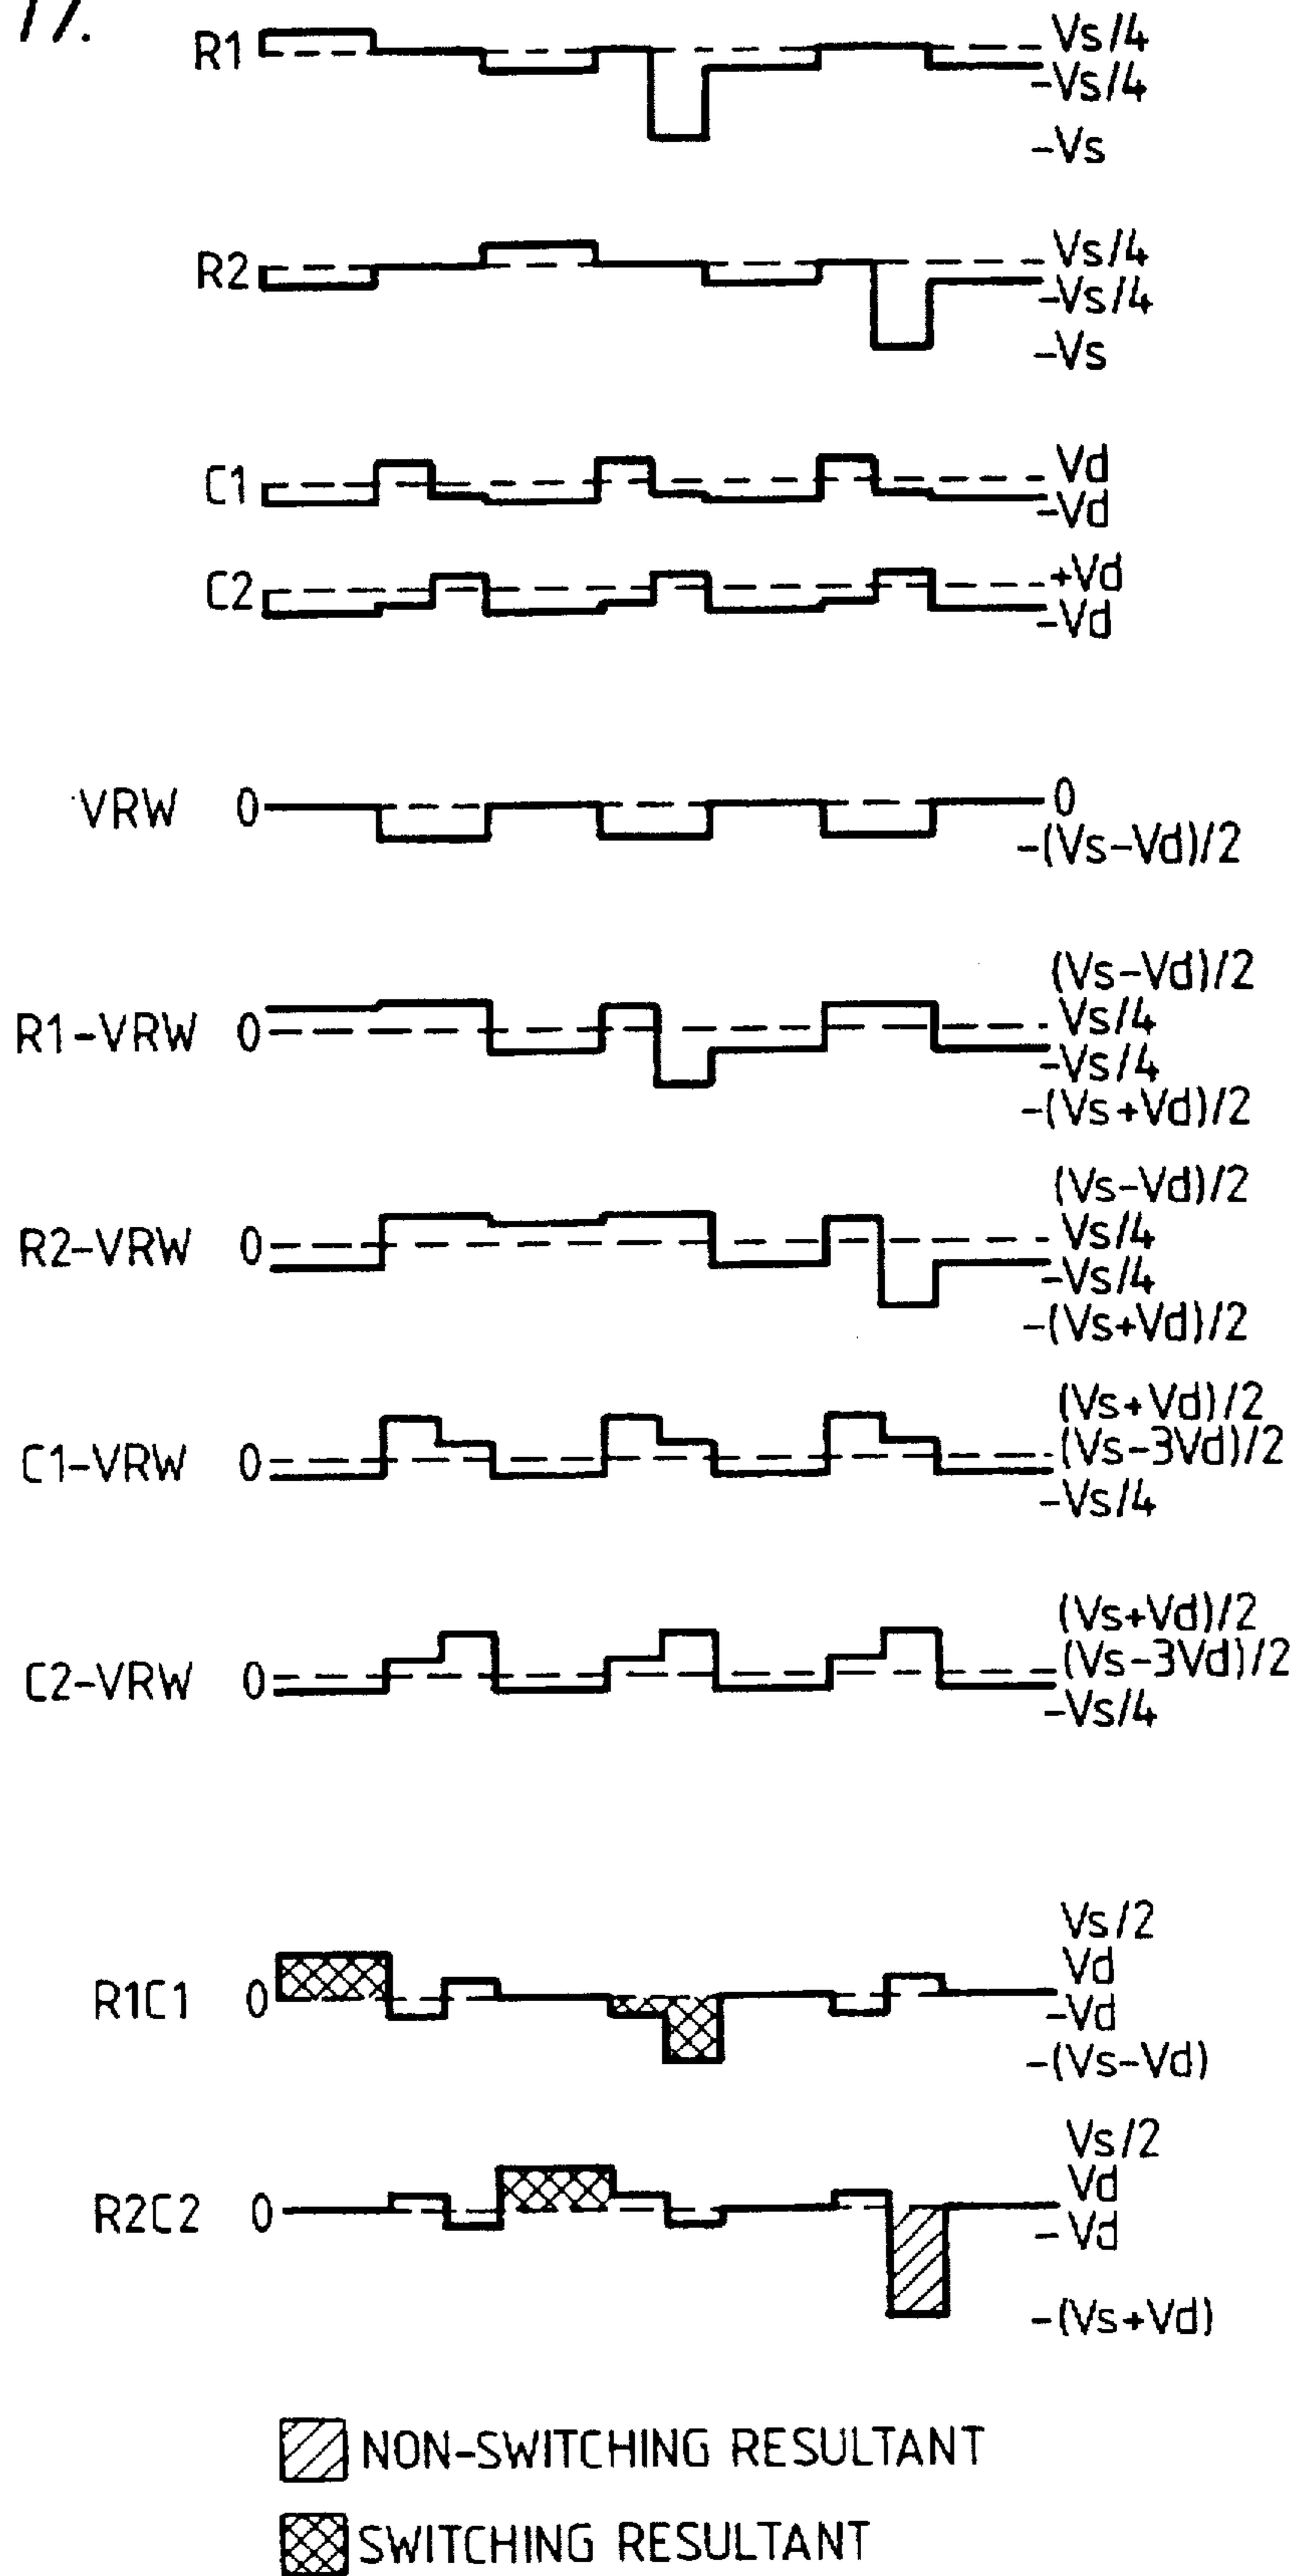 17.
R1
Vs/4
-Vs/4
-Vs
R2
Vs/4
-Vs/4
-Vs
C1
Vd
-Vd
C2
+Vd
-Vd
VRW 0
0
-(Vs-Vd)/2
R1-VRW 0
(Vs-Vd)/2
Vs/4
-Vs/4
-(Vs+Vd)/2
R2-VRW 0
(Vs-Vd)/2
Vs/4
-Vs/4
-(Vs+Vd)/2
C1-VRW 0
(Vs+Vd)/2
(Vs-3Vd)/2
-Vs/4
C2-VRW 0
(Vs+Vd)/2
(Vs-3Vd)/2
-Vs/4
R1C1 0
Vs/2
Vd
-Vd
-(Vs-Vd)
R2C2 0
Vs/2
Vd
-Vd
-(Vs+Vd)
NON-SWITCHING RESULTANT
SWITCHING RESULTANT